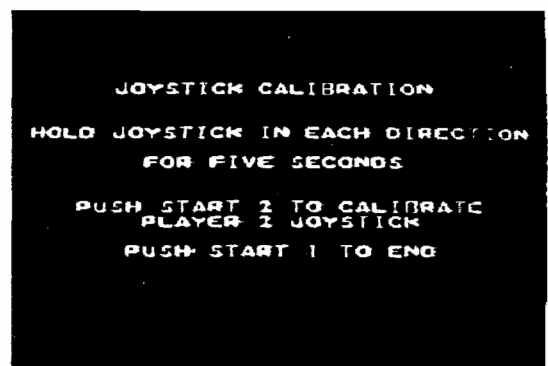 JOYSTICK CALIBRATION
HOLD JOYSTICK IN EACH DIRECTION
FOR FIVE SECONDS
PUSH START 2 TO CALIBRATE
PLAYER 2 JOYSTICK
PUSH START 1 TO END